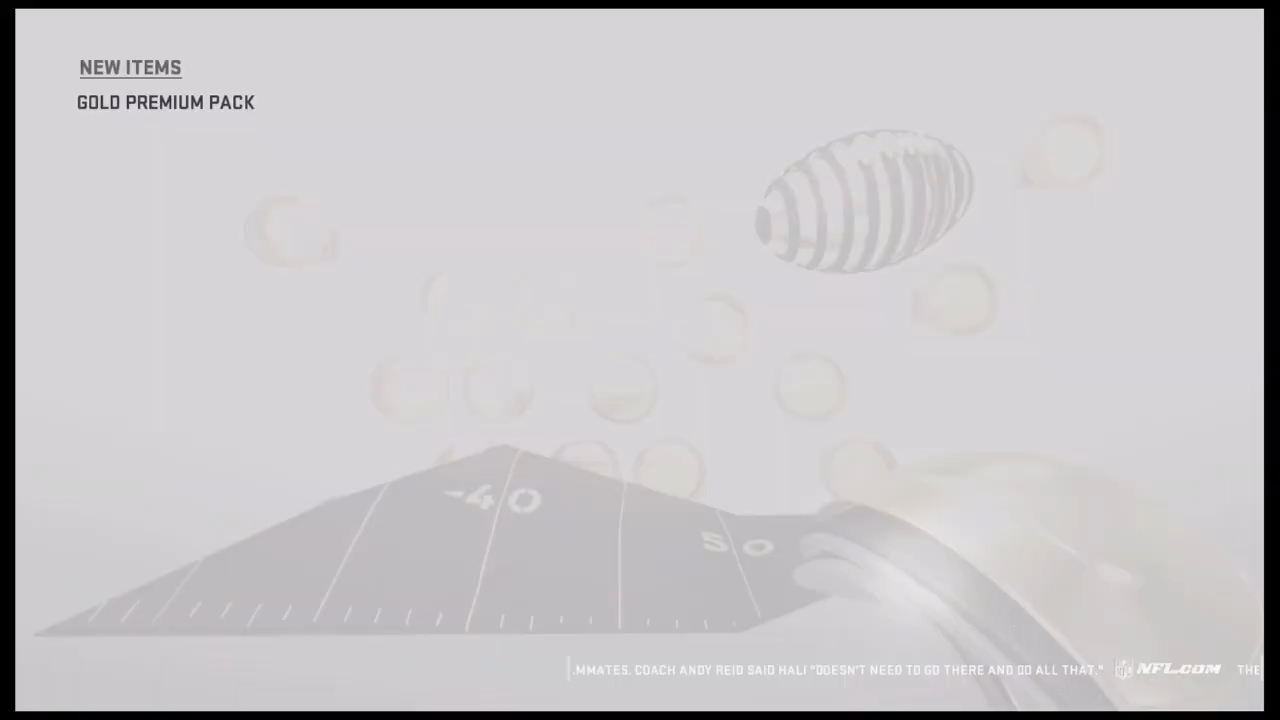 NEW ITEMS
GOLD PREMIUM PACK
-40
50
.MMATES. COACH ANDY REID SAID HALI "DOESN'T NEED TO GO THERE AND DO ALL THAT." NFL NFL.COM THE